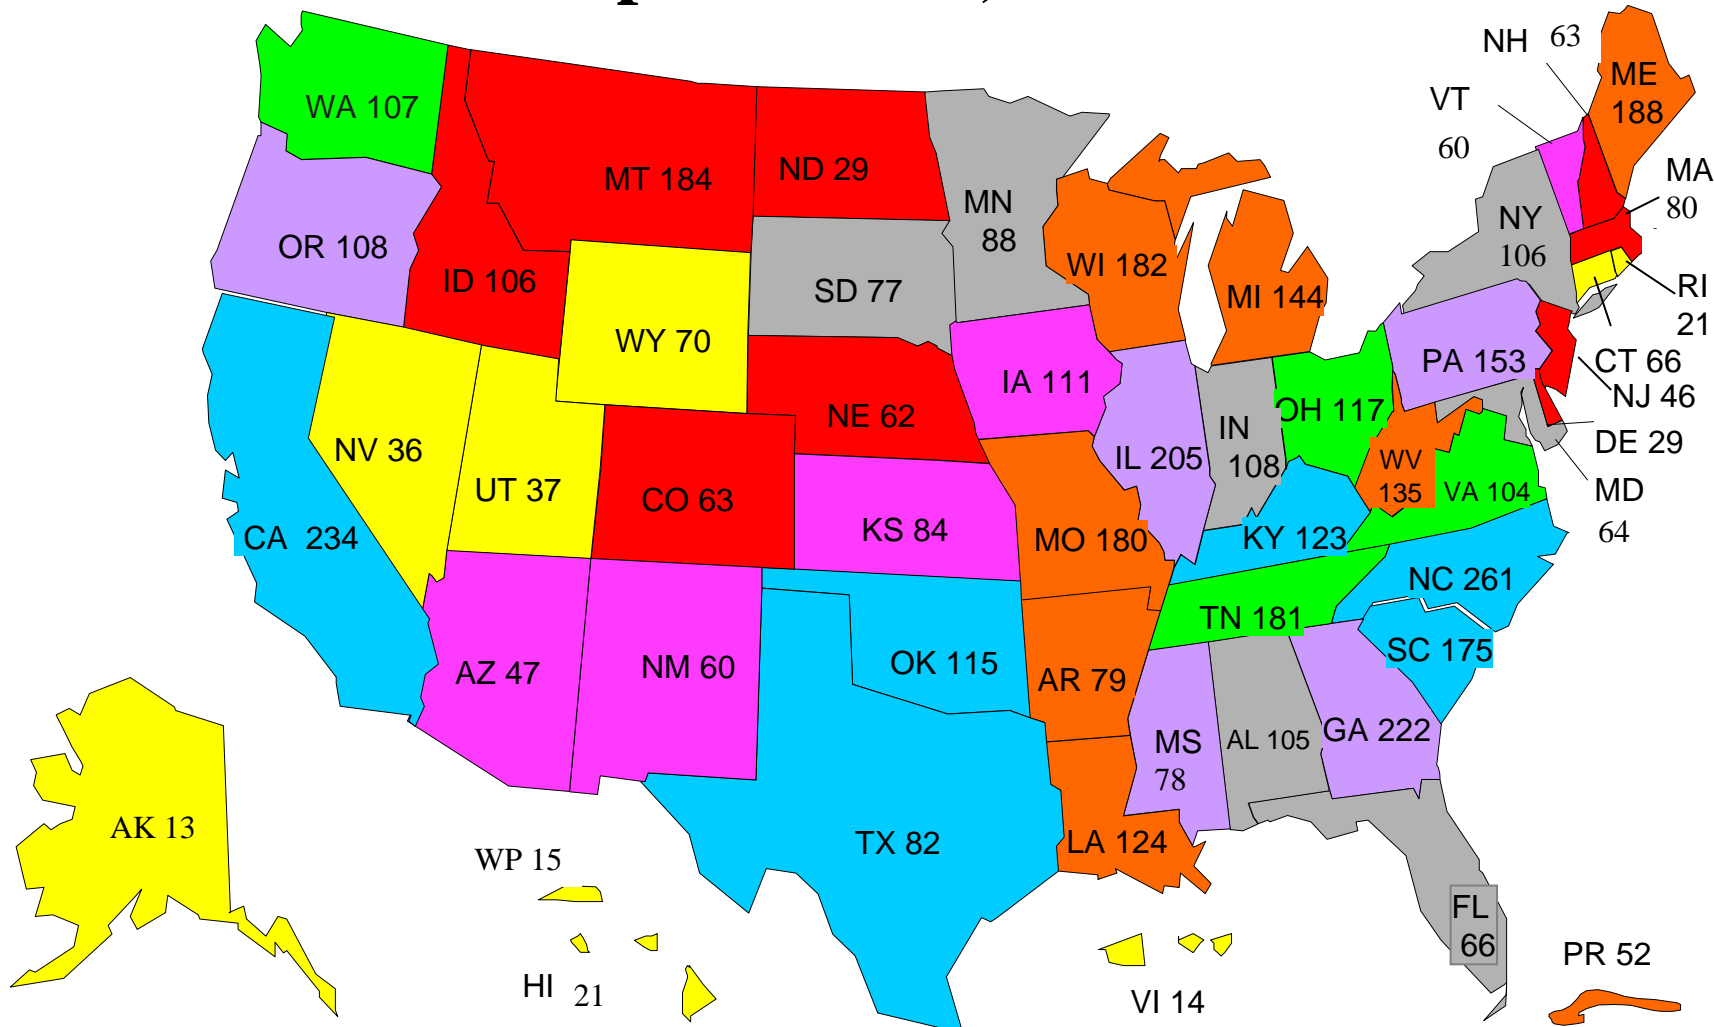 NH 63
ME
188
VT
60
WA 107
MT 184
ND 29
MN
88
MA
80
NY
106
OR 108
ID 106
SD 77
WI 182
MI 144
RI
21
WY 70
PA 153
CT 66
NJ 46
IA 111
NE 62
OH 117
IN
108
DE 29
NV 36
UT 37
CO 63
IL 205
WV
135
VA 104
MD
64
CA 234
KS 84
MO 180
KY 123
NC 261
TN 181
SC 175
AZ 47
NM 60
OK 115
AR 79
MS
78
AL 105
GA 222
AK 13
WP 15
TX 82
LA 124
FL
66
PR 52
HI 21
VI 14